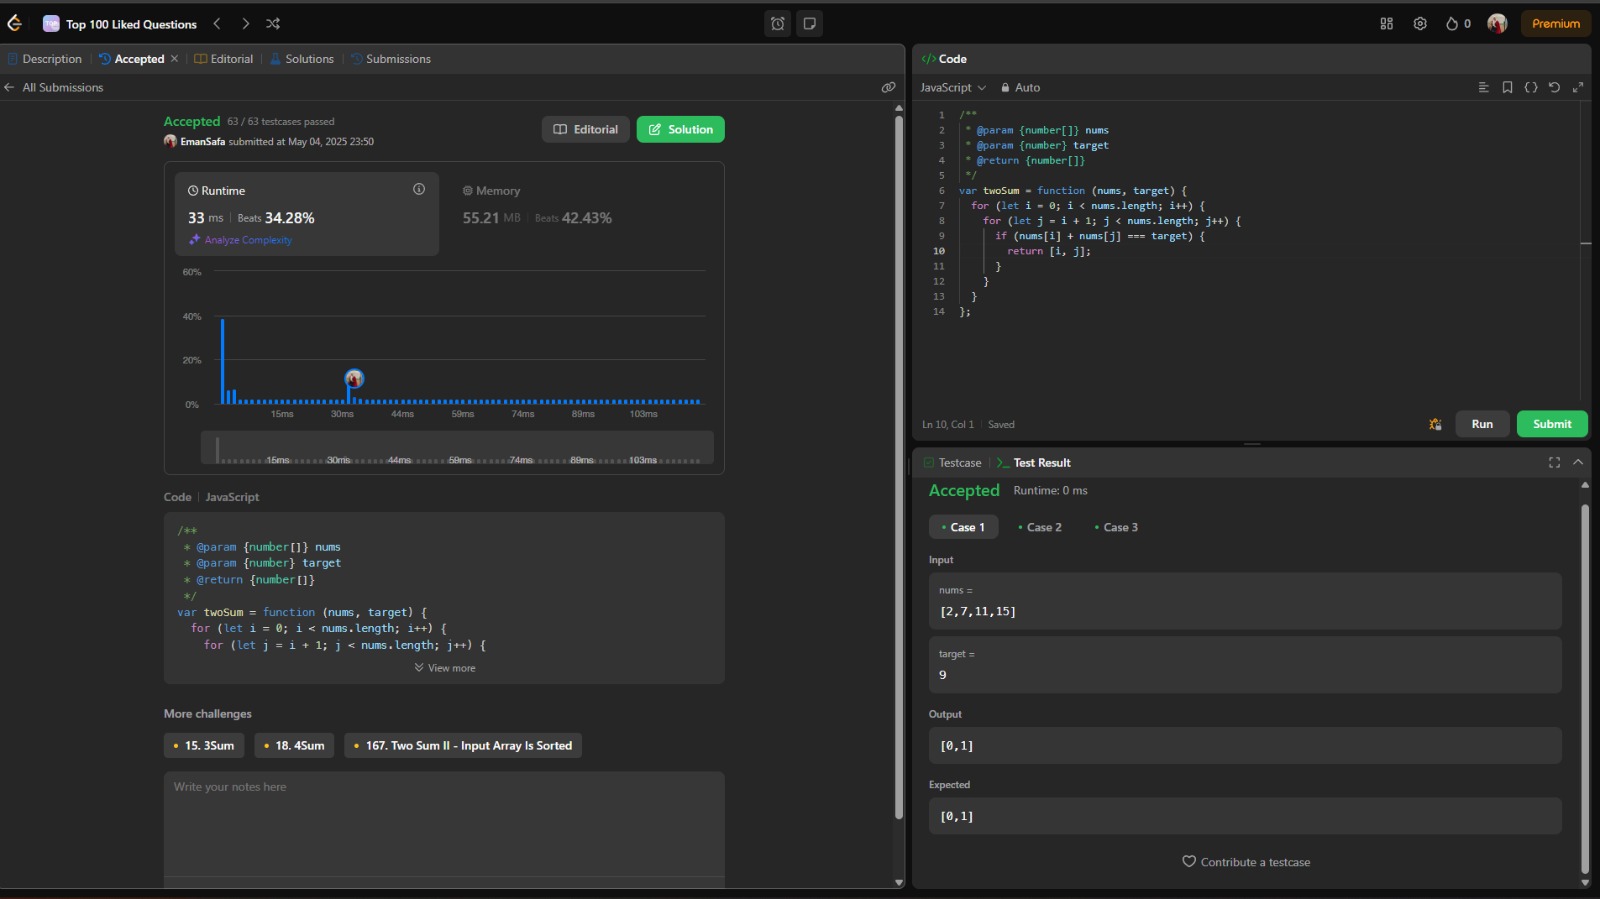 Top 100 Liked Questions
0
Premium
Description
Accepted
Editorial
Solutions
Submissions
All Submissions
Accepted 63 / 63 testcases passed
EmanSafa submitted at May 04, 2025 23:50
Editorial
Solution
Runtime
33 ms | Beats 34.28%
Analyze Complexity
Memory
55.21 MB | Beats 42.43%
60%
40%
20%
0%
15ms 30ms 44ms 59ms 74ms 89ms 103ms
15ms 30ms 44ms 59ms 74ms 89ms 103ms
Code | JavaScript
/**
 * @param {number[]} nums
 * @param {number} target
 * @return {number[]}
 */
var twoSum = function (nums, target) {
  for (let i = 0; i < nums.length; i++) {
    for (let j = i + 1; j < nums.length; j++) {
View more
More challenges
15. 3Sum
18. 4Sum
167. Two Sum II - Input Array Is Sorted
Write your notes here
</> Code
JavaScript
Auto
1 /**
2  * @param {number[]} nums
3  * @param {number} target
4  * @return {number[]}
5  */
6 var twoSum = function (nums, target) {
7   for (let i = 0; i < nums.length; i++) {
8     for (let j = i + 1; j < nums.length; j++) {
9       if (nums[i] + nums[j] === target) {
10         return [i, j];
11       }
12     }
13   }
14 };
Ln 10, Col 1 | Saved
Run
Submit
Testcase
Test Result
Accepted Runtime: 0 ms
Case 1
Case 2
Case 3
Input
nums =
[2,7,11,15]
target =
9
Output
[0,1]
Expected
[0,1]
Contribute a testcase